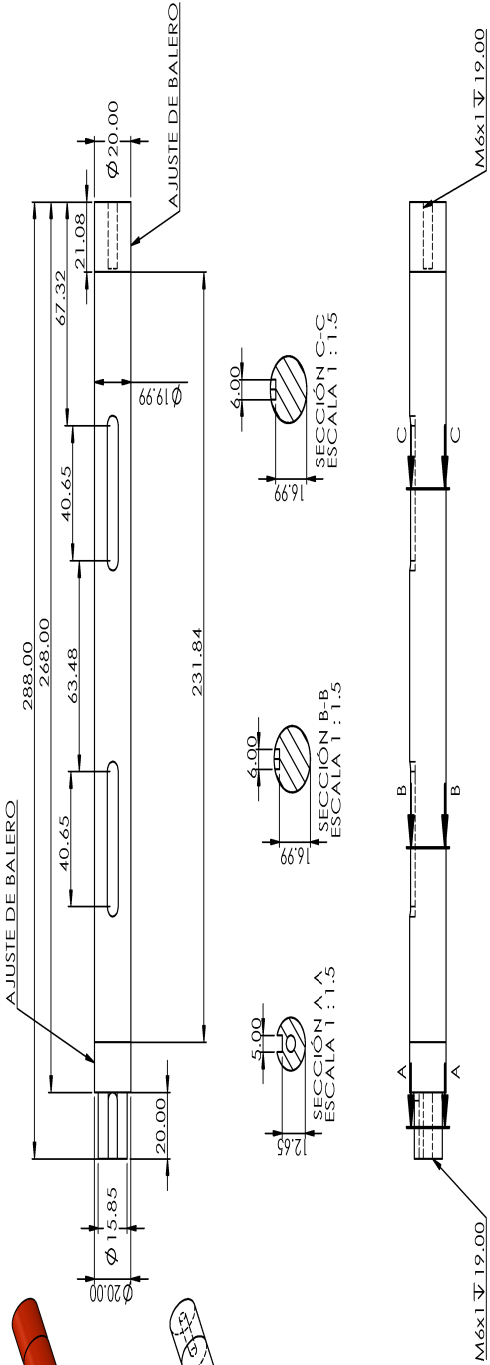 AJUSTE DE BALERO
288.00
268.00
40.65
63.48
40.65
67.32
21.08
Ø20.00
AJUSTE DE BALERO
Ø19.99
231.84
20.00
Ø15.85
Ø20.00
5.00
12.65
SECCIÓN A A
ESCALA 1 : 1.5
6.00
16.99
SECCIÓN B-B
ESCALA 1 : 1.5
6.00
16.99
SECCIÓN C-C
ESCALA 1 : 1.5
A
A
B
B
C
C
M6x1 ↧ 19.00
M6x1 ↧ 19.00